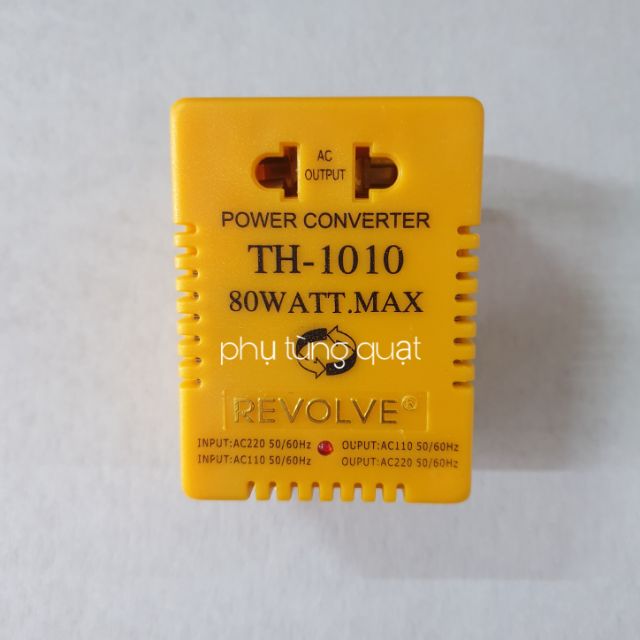 AC
OUTPUT
POWER CONVERTER
TH-1010
80WATT.MAX
phụ tùng quạt
REVOLVE®
INPUT:AC220 50/60Hz OUPUT:AC110 50/60Hz
INPUT:AC110 50/60Hz OUPUT:AC220 50/60Hz